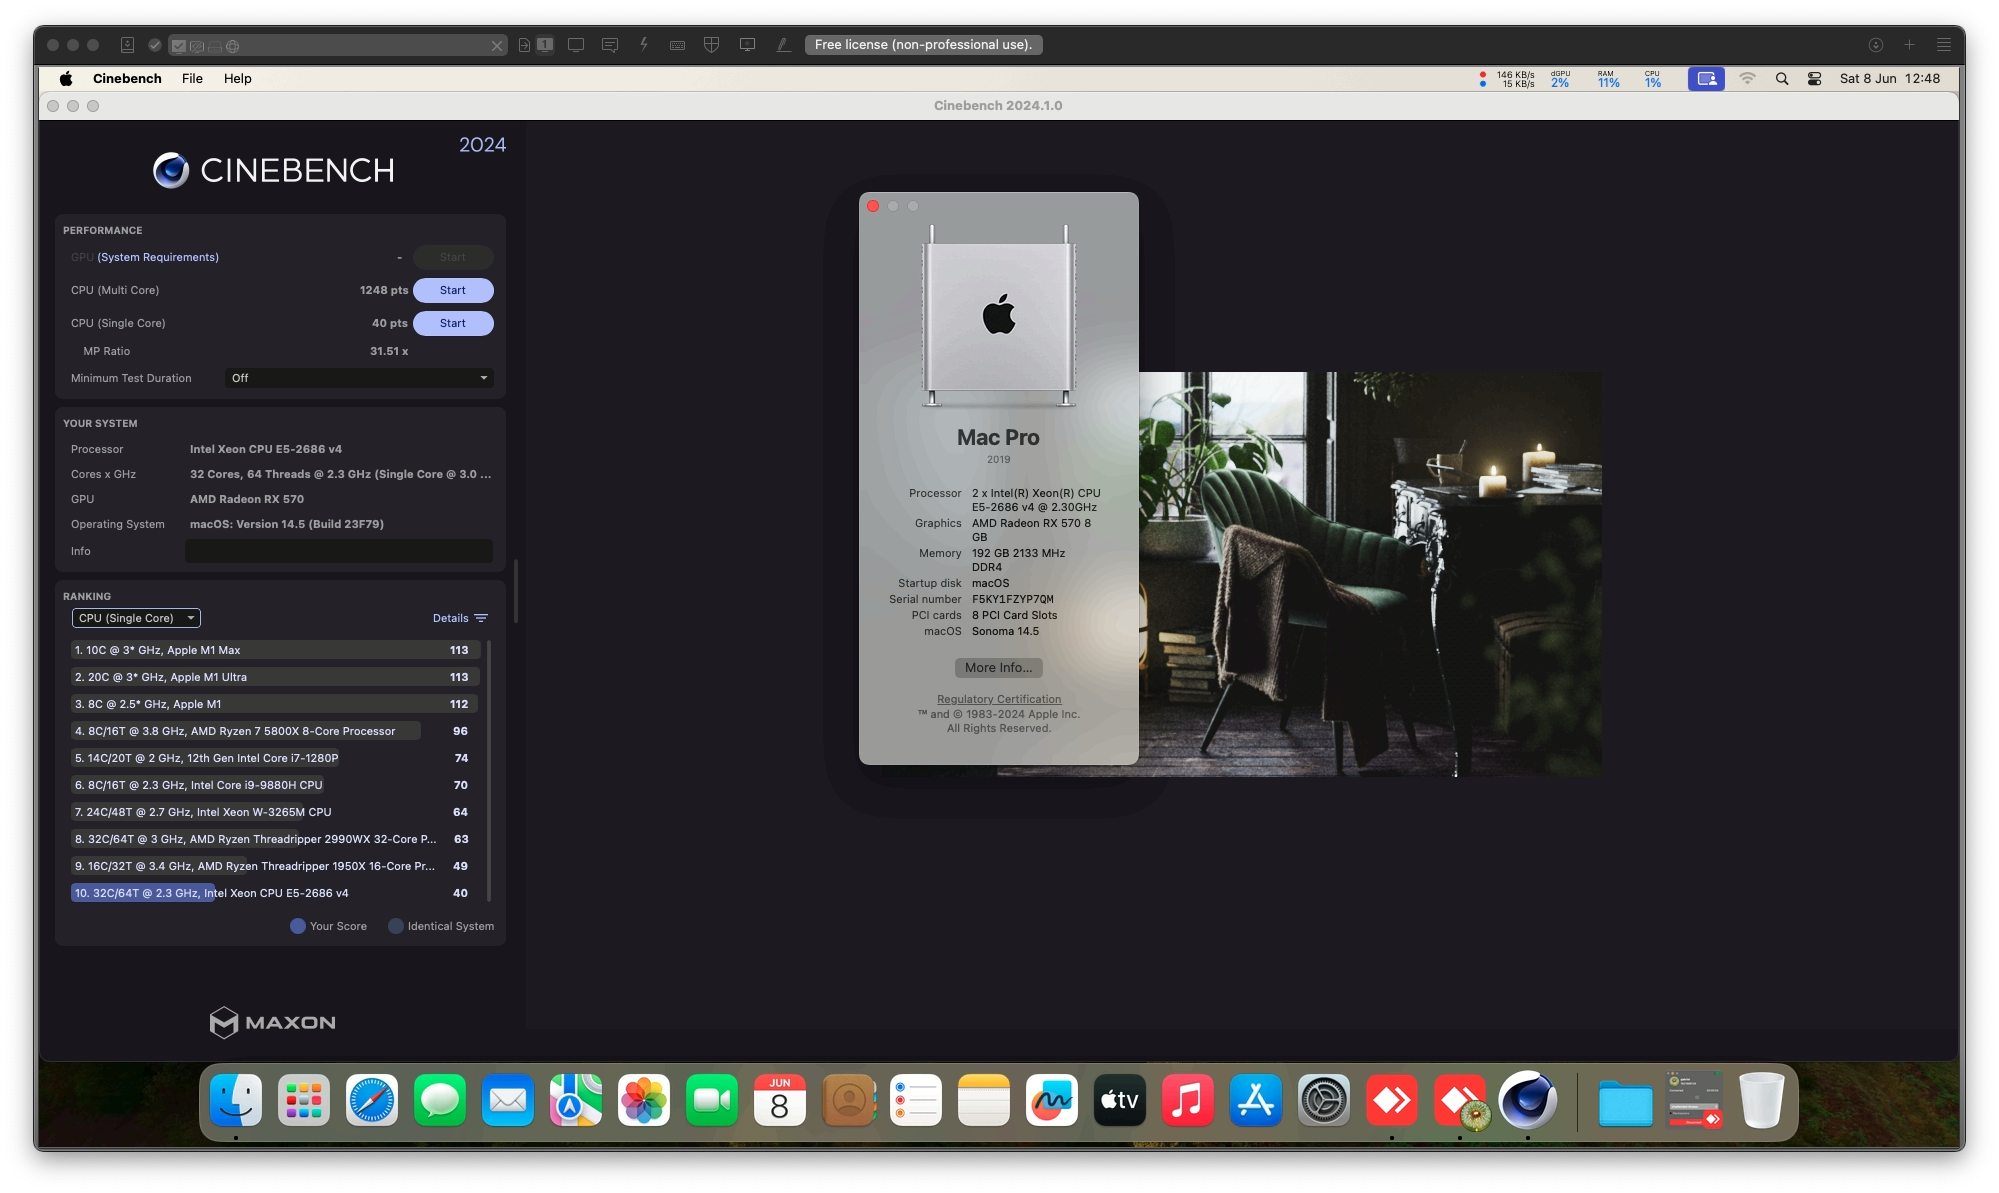 1
Free license (non-professional use).
Cinebench File Help
146 KB/s
15 KB/s
dGPU
2%
RAM
11%
CPU
1%
Sat 8 Jun 12:48
Cinebench 2024.1.0
2024
CINEBENCH
PERFORMANCE
GPU (System Requirements) - Start
CPU (Multi Core) 1248 pts Start
CPU (Single Core) 40 pts Start
MP Ratio 31.51 x
Minimum Test Duration Off
YOUR SYSTEM
Processor Intel Xeon CPU E5-2686 v4
Cores x GHz 32 Cores, 64 Threads @ 2.3 GHz (Single Core @ 3.0 ...
GPU AMD Radeon RX 570
Operating System macOS: Version 14.5 (Build 23F79)
Info
RANKING
CPU (Single Core) Details
1. 10C @ 3* GHz, Apple M1 Max 113
2. 20C @ 3* GHz, Apple M1 Ultra 113
3. 8C @ 2.5* GHz, Apple M1 112
4. 8C/16T @ 3.8 GHz, AMD Ryzen 7 5800X 8-Core Processor 96
5. 14C/20T @ 2 GHz, 12th Gen Intel Core i7-1280P 74
6. 8C/16T @ 2.3 GHz, Intel Core i9-9880H CPU 70
7. 24C/48T @ 2.7 GHz, Intel Xeon W-3265M CPU 64
8. 32C/64T @ 3 GHz, AMD Ryzen Threadripper 2990WX 32-Core P... 63
9. 16C/32T @ 3.4 GHz, AMD Ryzen Threadripper 1950X 16-Core Pr... 49
10. 32C/64T @ 2.3 GHz, Intel Xeon CPU E5-2686 v4 40
Your Score Identical System
MAXON
Mac Pro
2019
Processor 2 x Intel(R) Xeon(R) CPU
E5-2686 v4 @ 2.30GHz
Graphics AMD Radeon RX 570 8
GB
Memory 192 GB 2133 MHz
DDR4
Startup disk macOS
Serial number F5KY1FZYP7QM
PCI cards 8 PCI Card Slots
macOS Sonoma 14.5
More Info...
Regulatory Certification
™ and © 1983-2024 Apple Inc.
All Rights Reserved.
JUN
8
tv